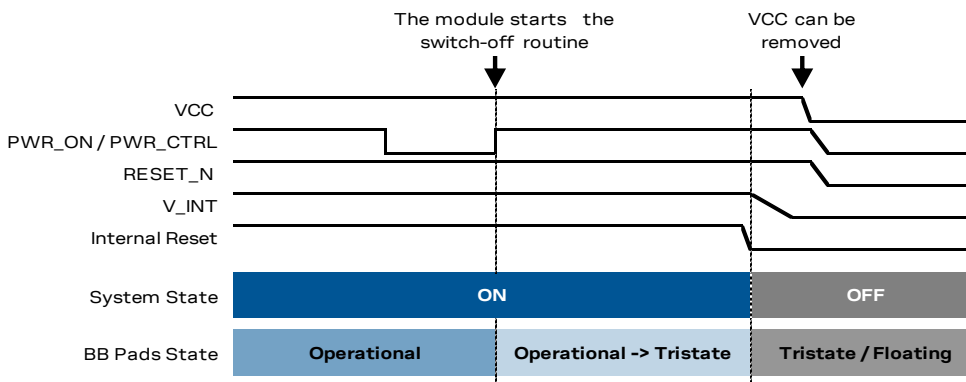 The module starts the
switch-off routine
VCC can be
removed
VCC
PWR_ON / PWR_CTRL
RESET_N
V_INT
Internal Reset
System State
ON
OFF
BB Pads State
Operational
Operational -> Tristate
Tristate / Floating